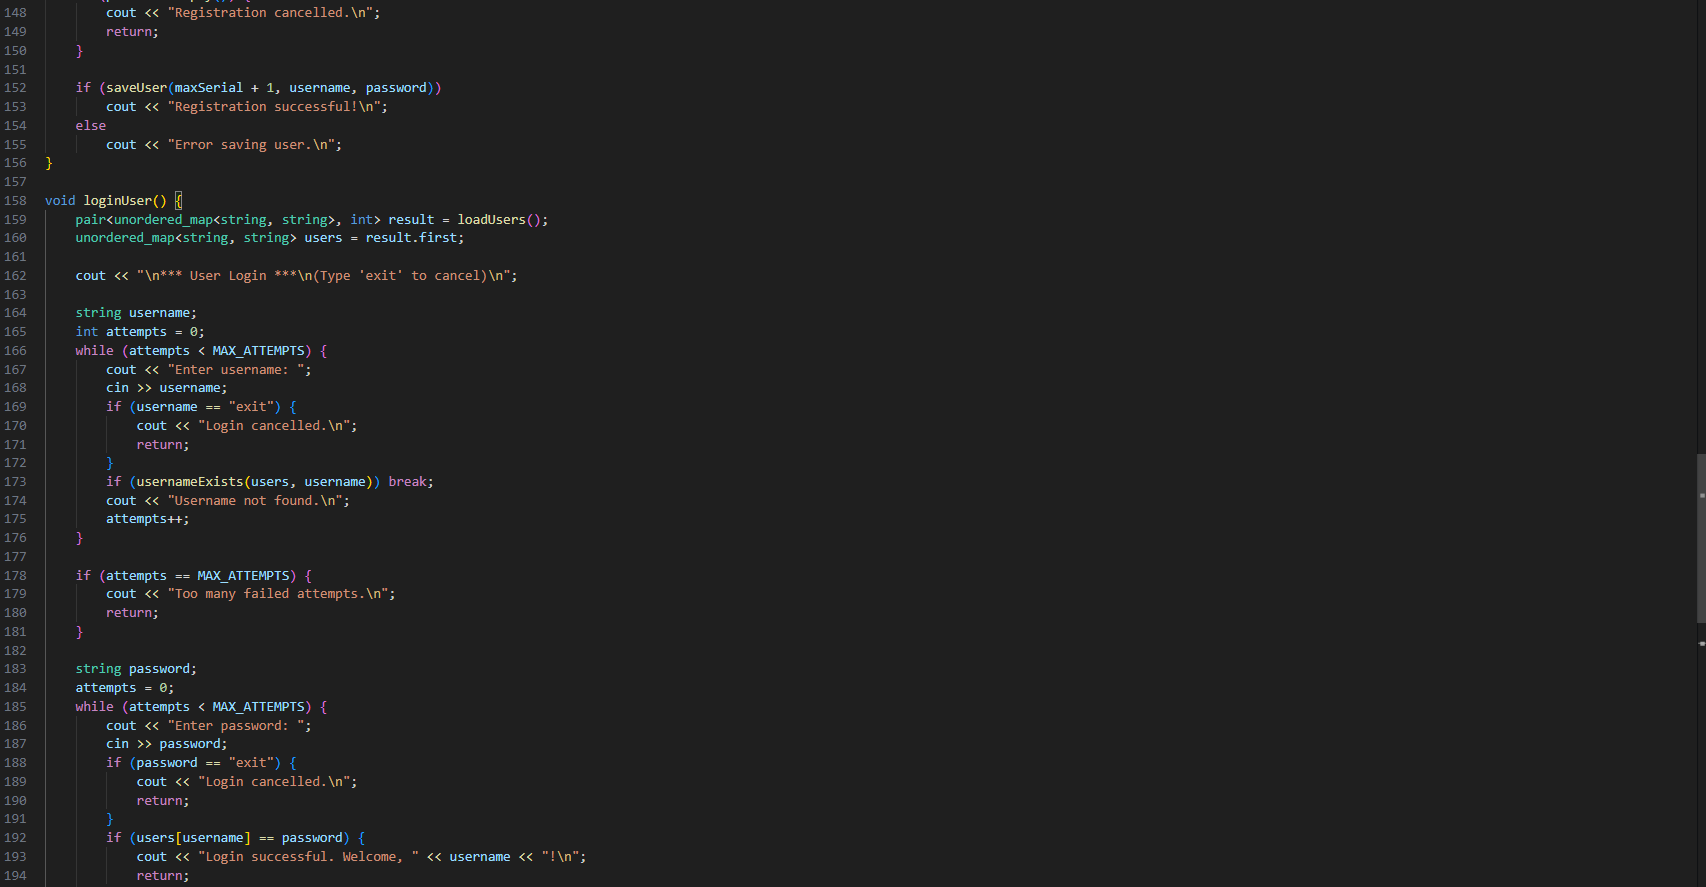 148 cout << "Registration cancelled.\n";
149 return;
150 }
151
152 if (saveUser(maxSerial + 1, username, password))
153 cout << "Registration successful!\n";
154 else
155 cout << "Error saving user.\n";
156 }
157
158 void loginUser() {
159 pair<unordered_map<string, string>, int> result = loadUsers();
160 unordered_map<string, string> users = result.first;
161
162 cout << "\n*** User Login ***\n(Type 'exit' to cancel)\n";
163
164 string username;
165 int attempts = 0;
166 while (attempts < MAX_ATTEMPTS) {
167 cout << "Enter username: ";
168 cin >> username;
169 if (username == "exit") {
170 cout << "Login cancelled.\n";
171 return;
172 }
173 if (usernameExists(users, username)) break;
174 cout << "Username not found.\n";
175 attempts++;
176 }
177
178 if (attempts == MAX_ATTEMPTS) {
179 cout << "Too many failed attempts.\n";
180 return;
181 }
182
183 string password;
184 attempts = 0;
185 while (attempts < MAX_ATTEMPTS) {
186 cout << "Enter password: ";
187 cin >> password;
188 if (password == "exit") {
189 cout << "Login cancelled.\n";
190 return;
191 }
192 if (users[username] == password) {
193 cout << "Login successful. Welcome, " << username << "!\n";
194 return;